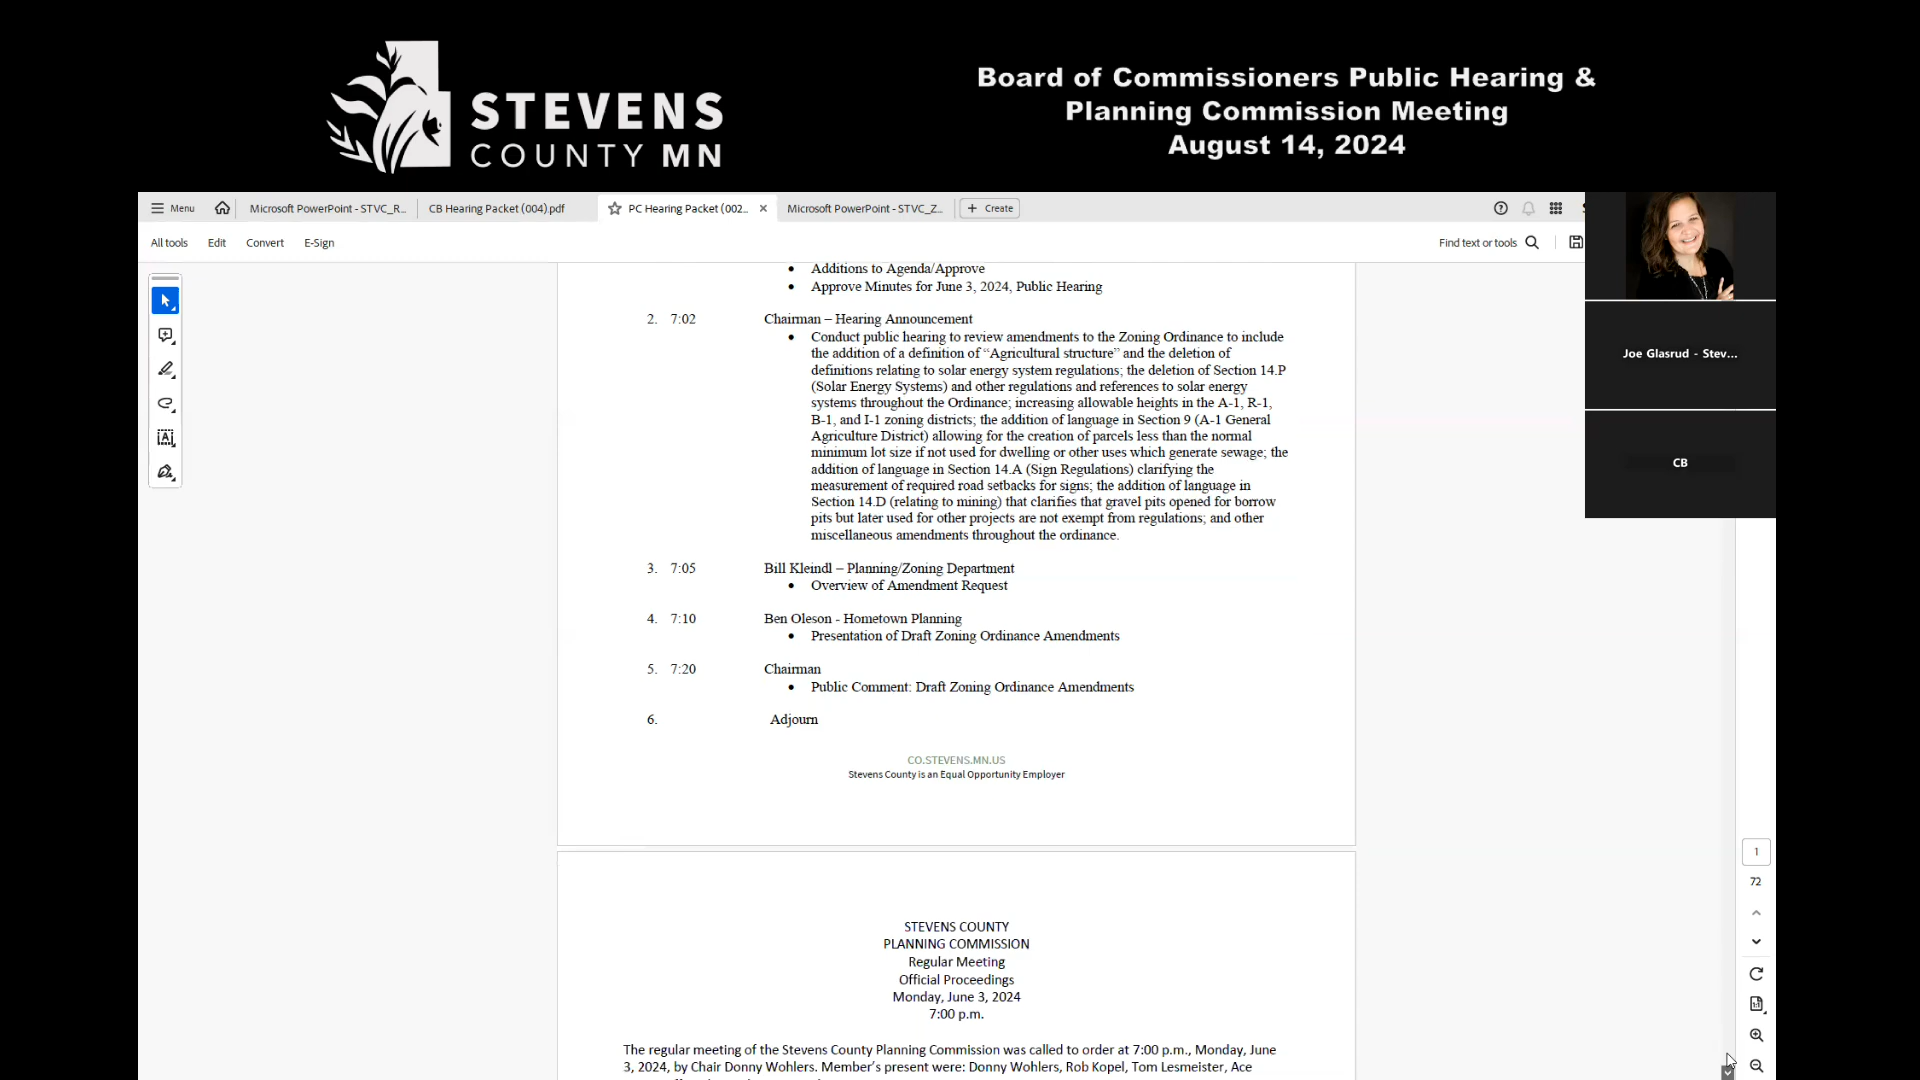 STEVENS
COUNTY MN
Board of Commissioners Public Hearing &
Planning Commission Meeting
August 14, 2024
Menu
Microsoft PowerPoint - STVC_R...
CB Hearing Packet (004).pdf
PC Hearing Packet (002...
Microsoft PowerPoint - STVC_Z...
Create
All tools
Edit
Convert
E-Sign
Find text or tools
Joe Glasrud - Stev...
CB
• Additions to Agenda/Approve
• Approve Minutes for June 3, 2024, Public Hearing
2. 7:02 Chairman – Hearing Announcement
• Conduct public hearing to review amendments to the Zoning Ordinance to include
the addition of a definition of “Agricultural structure” and the deletion of
definitions relating to solar energy system regulations; the deletion of Section 14.P
(Solar Energy Systems) and other regulations and references to solar energy
systems throughout the Ordinance; increasing allowable heights in the A-1, R-1,
B-1, and I-1 zoning districts; the addition of language in Section 9 (A-1 General
Agriculture District) allowing for the creation of parcels less than the normal
minimum lot size if not used for dwelling or other uses which generate sewage; the
addition of language in Section 14.A (Sign Regulations) clarifying the
measurement of required road setbacks for signs; the addition of language in
Section 14.D (relating to mining) that clarifies that gravel pits opened for borrow
pits but later used for other projects are not exempt from regulations; and other
miscellaneous amendments throughout the ordinance.
3. 7:05 Bill Kleindl – Planning/Zoning Department
• Overview of Amendment Request
4. 7:10 Ben Oleson - Hometown Planning
• Presentation of Draft Zoning Ordinance Amendments
5. 7:20 Chairman
• Public Comment: Draft Zoning Ordinance Amendments
6. Adjourn
CO.STEVENS.MN.US
Stevens County is an Equal Opportunity Employer
1
72
STEVENS COUNTY
PLANNING COMMISSION
Regular Meeting
Official Proceedings
Monday, June 3, 2024
7:00 p.m.
The regular meeting of the Stevens County Planning Commission was called to order at 7:00 p.m., Monday, June
3, 2024, by Chair Donny Wohlers. Member’s present were: Donny Wohlers, Rob Kopel, Tom Lesmeister, Ace